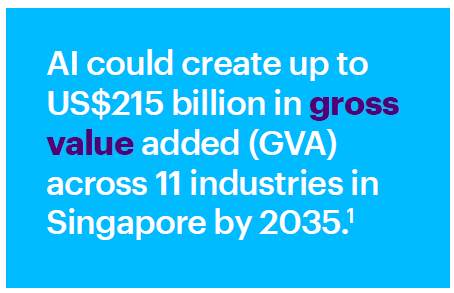 AI could create up to
US$215 billion in gross
value added (GVA)
across 11 industries in
Singapore by 2035.¹